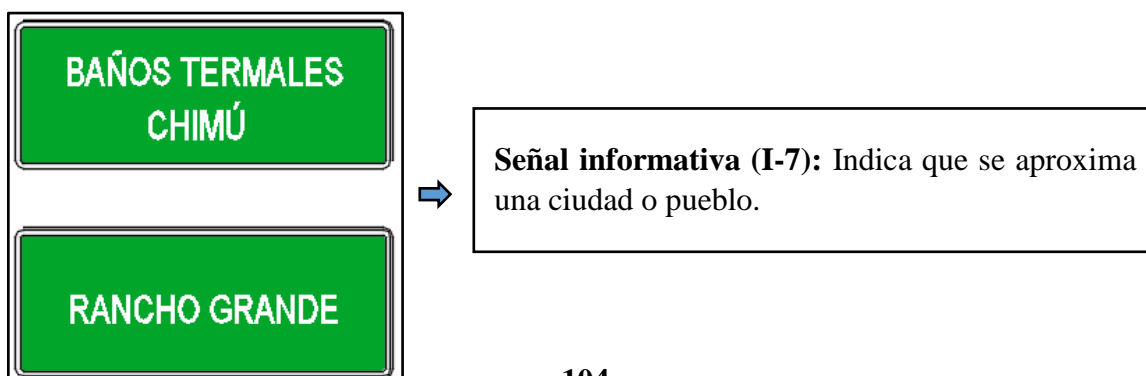 BAÑOS TERMALES
CHIMÚ
RANCHO GRANDE
Señal informativa (I-7): Indica que se aproxima
una ciudad o pueblo.
104